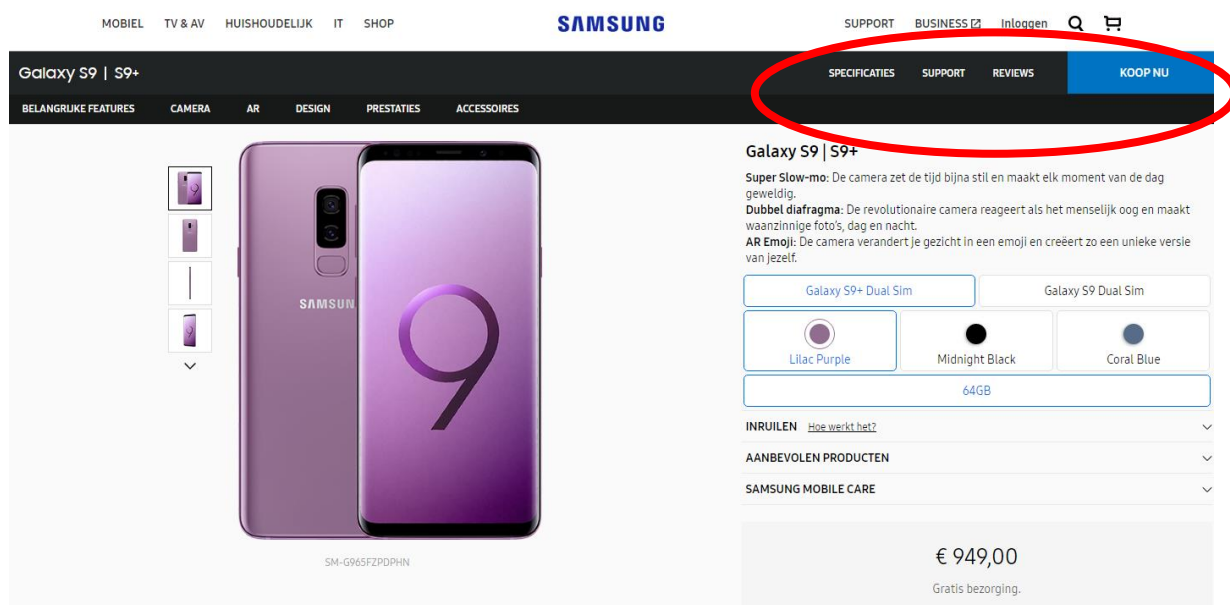 MOBIEL TV & AV HUISHOUDELIJK IT SHOP SAMSUNG SUPPORT BUSINESS Inloggen
Galaxy S9 | S9+ SPECIFICATIES SUPPORT REVIEWS KOOP NU
BELANGRIJKE FEATURES CAMERA AR DESIGN PRESTATIES ACCESSOIRES
SAMSUN
9
Galaxy S9 | S9+
Super Slow-mo: De camera zet de tijd bijna stil en maakt elk moment van de dag
geweldig.
Dubbel diafragma: De revolutionaire camera reageert als het menselijk oog en maakt
waanzinnige foto's, dag en nacht.
AR Emoji: De camera verandert je gezicht in een emoji en creëert zo een unieke versie
van jezelf.
Galaxy S9+ Dual Sim Galaxy S9 Dual Sim
Lilac Purple Midnight Black Coral Blue
64GB
INRUILEN Hoe werkt het?
AANBEVOLEN PRODUCTEN
SAMSUNG MOBILE CARE
SM-G965FZPDPHN
€ 949,00
Gratis bezorging.